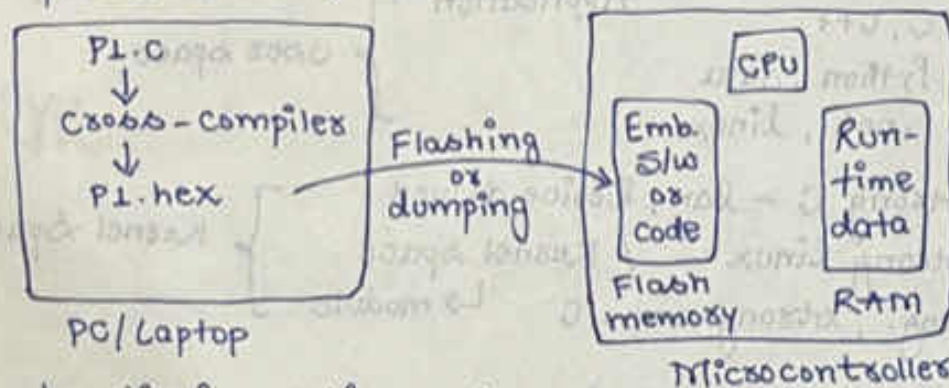 P1.C
↓
Cross-Compiler
↓
P1.hex
PC/Laptop
Flashing
or
dumping
CPU
Emb.
S/W
or
code
Flash
memory
Run-
time
data
RAM
Microcontroller